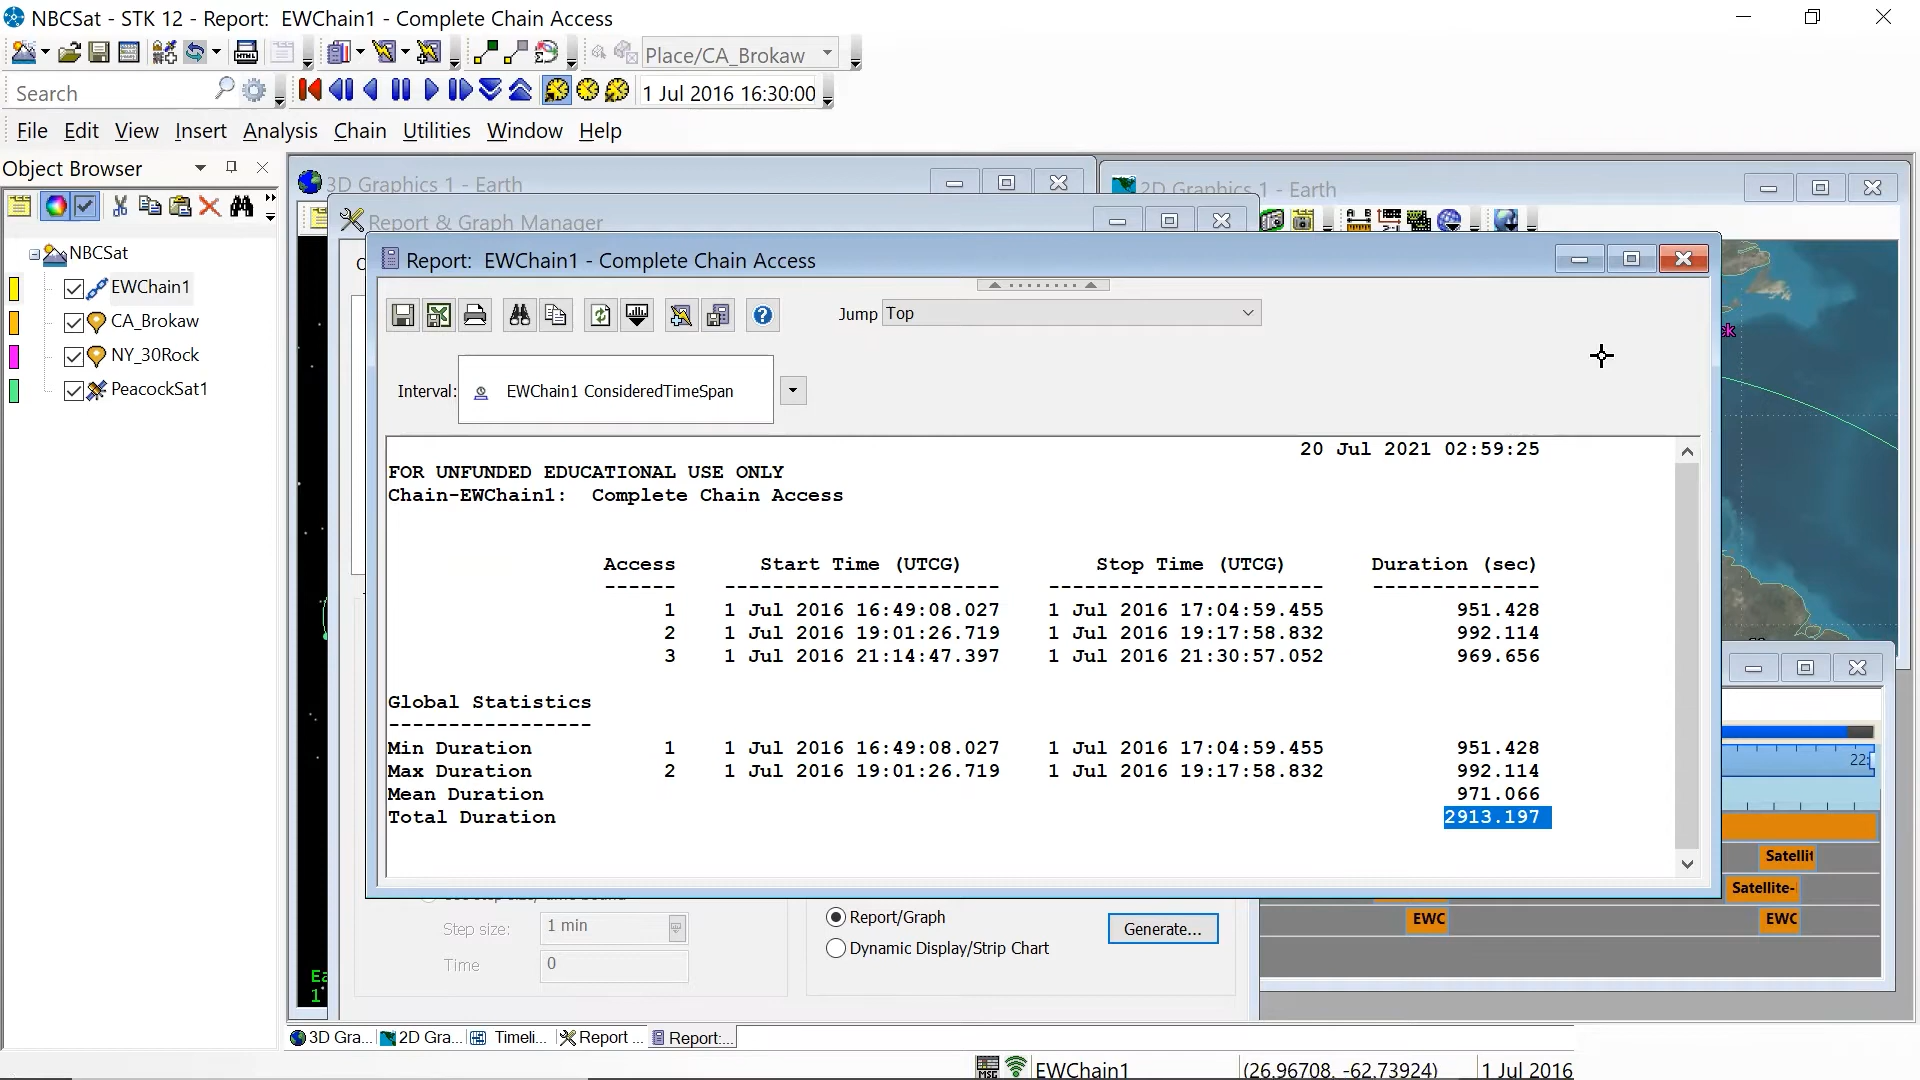 NBCSat - STK 12 - Report:  EWChain1 - Complete Chain Access
Place/CA_Brokaw
Search
1 Jul 2016 16:30:00
File Edit View Insert Analysis Chain Utilities Window Help
Object Browser
3D Graphics 1 - Earth
2D Graphics 1 - Earth
Report & Graph Manager
NBCSat
EWChain1
CA_Brokaw
NY_30Rock
PeacockSat1
Report:  EWChain1 - Complete Chain Access
Jump Top
Interval: EWChain1 ConsideredTimeSpan
20 Jul 2021 02:59:25
FOR UNFUNDED EDUCATIONAL USE ONLY
Chain-EWChain1:  Complete Chain Access
Access Start Time (UTCG) Stop Time (UTCG) Duration (sec)
------ ----------------------- ----------------------- --------------
1 1 Jul 2016 16:49:08.027 1 Jul 2016 17:04:59.455 951.428
2 1 Jul 2016 19:01:26.719 1 Jul 2016 19:17:58.832 992.114
3 1 Jul 2016 21:14:47.397 1 Jul 2016 21:30:57.052 969.656
Global Statistics
-----------------
Min Duration 1 1 Jul 2016 16:49:08.027 1 Jul 2016 17:04:59.455 951.428
Max Duration 2 1 Jul 2016 19:01:26.719 1 Jul 2016 19:17:58.832 992.114
Mean Duration 971.066
Total Duration 2913.197
22:
Satellit
Satellite-
EWC EWC
Step size: 1 min
Time 0
Report/Graph
Dynamic Display/Strip Chart
Generate...
3D Gra... 2D Gra... Timeli... Report ... Report:...
MSG EWChain1 (26.96708, -62.73924) 1 Jul 2016